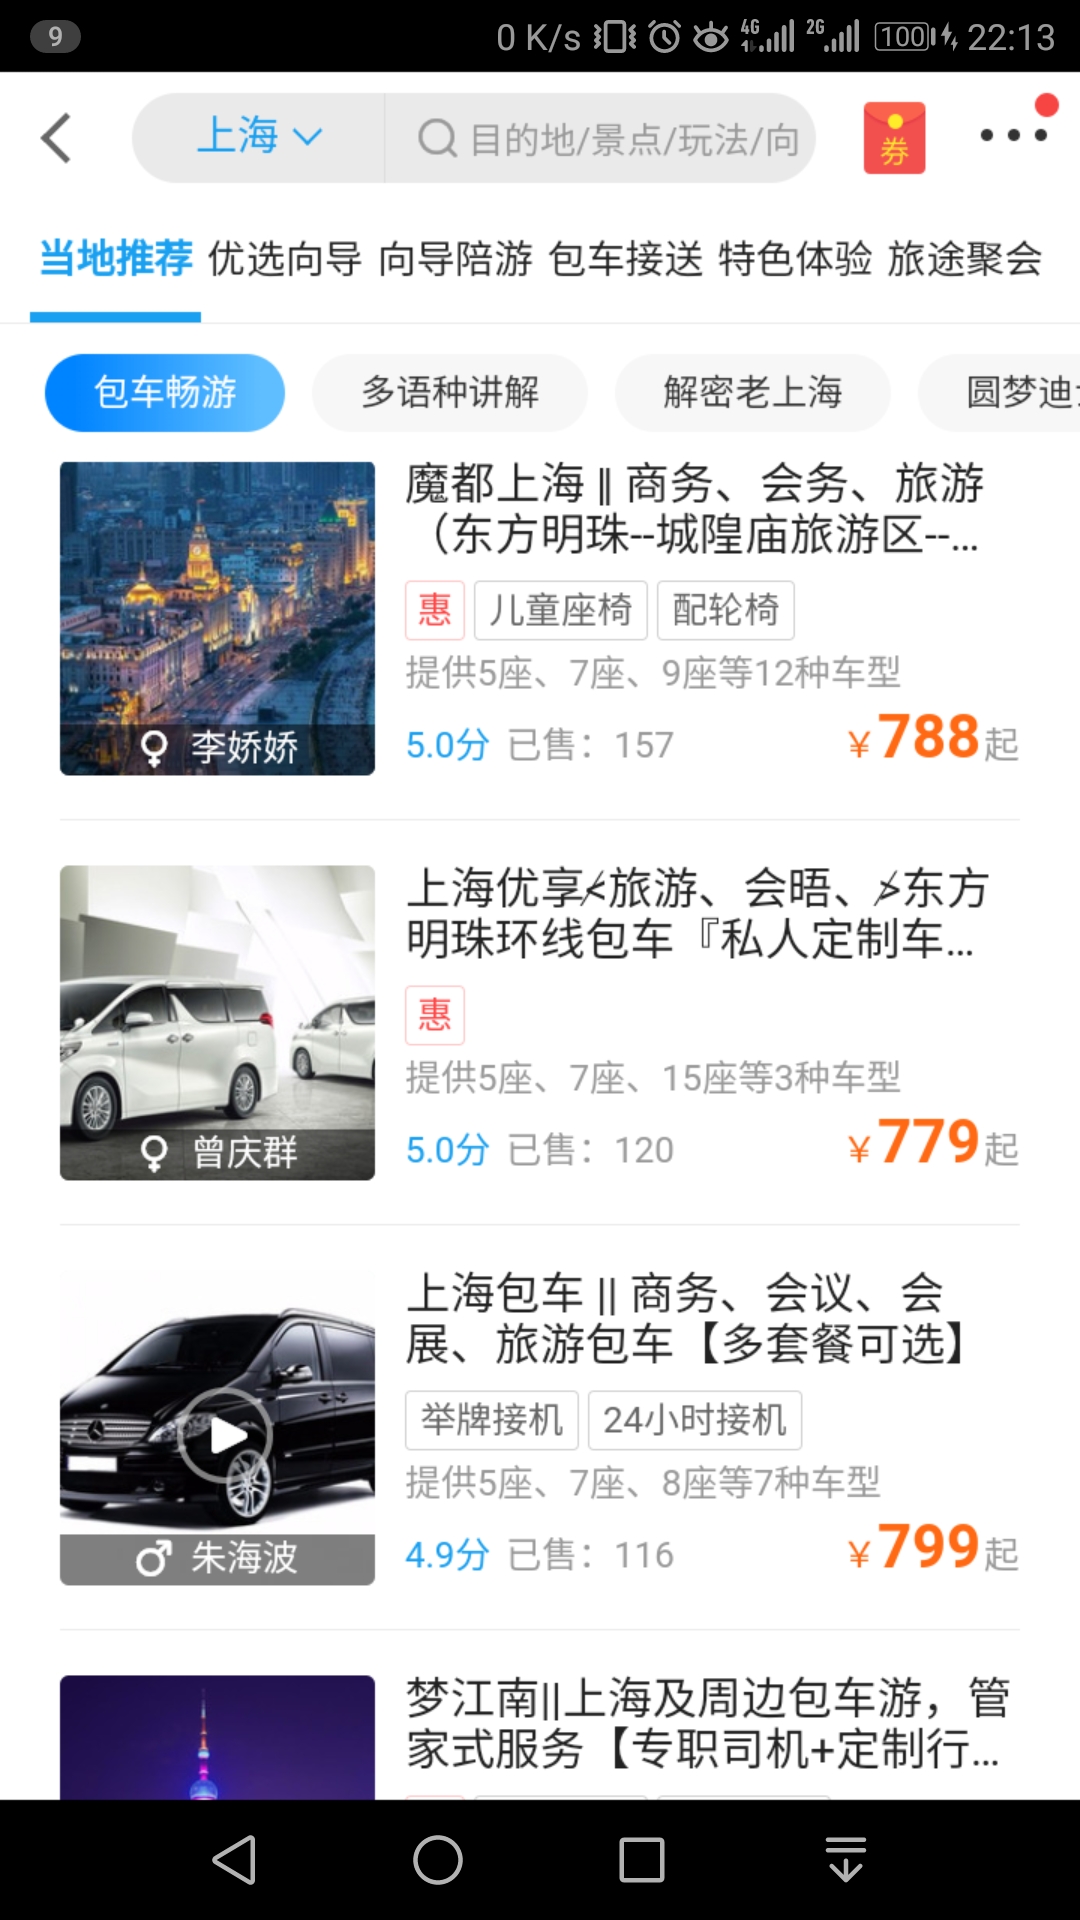 9 0 K/s 4G 2G 100 22:13
上海 目的地/景点/玩法/向 券
当地推荐 优选向导 向导陪游 包车接送 特色体验 旅途聚会
包车畅游 多语种讲解 解密老上海 圆梦迪
魔都上海 ‖ 商务、会务、旅游
（东方明珠--城隍庙旅游区--...
惠 儿童座椅 配轮椅
提供5座、7座、9座等12种车型
5.0分 已售：157 ¥788起
李娇娇
上海优享≮旅游、会晤、≯东方
明珠环线包车『私人定制车...
惠
提供5座、7座、15座等3种车型
5.0分 已售：120 ¥779起
曾庆群
上海包车 || 商务、会议、会
展、旅游包车【多套餐可选】
举牌接机 24小时接机
提供5座、7座、8座等7种车型
4.9分 已售：116 ¥799起
朱海波
梦江南||上海及周边包车游，管
家式服务【专职司机+定制行...